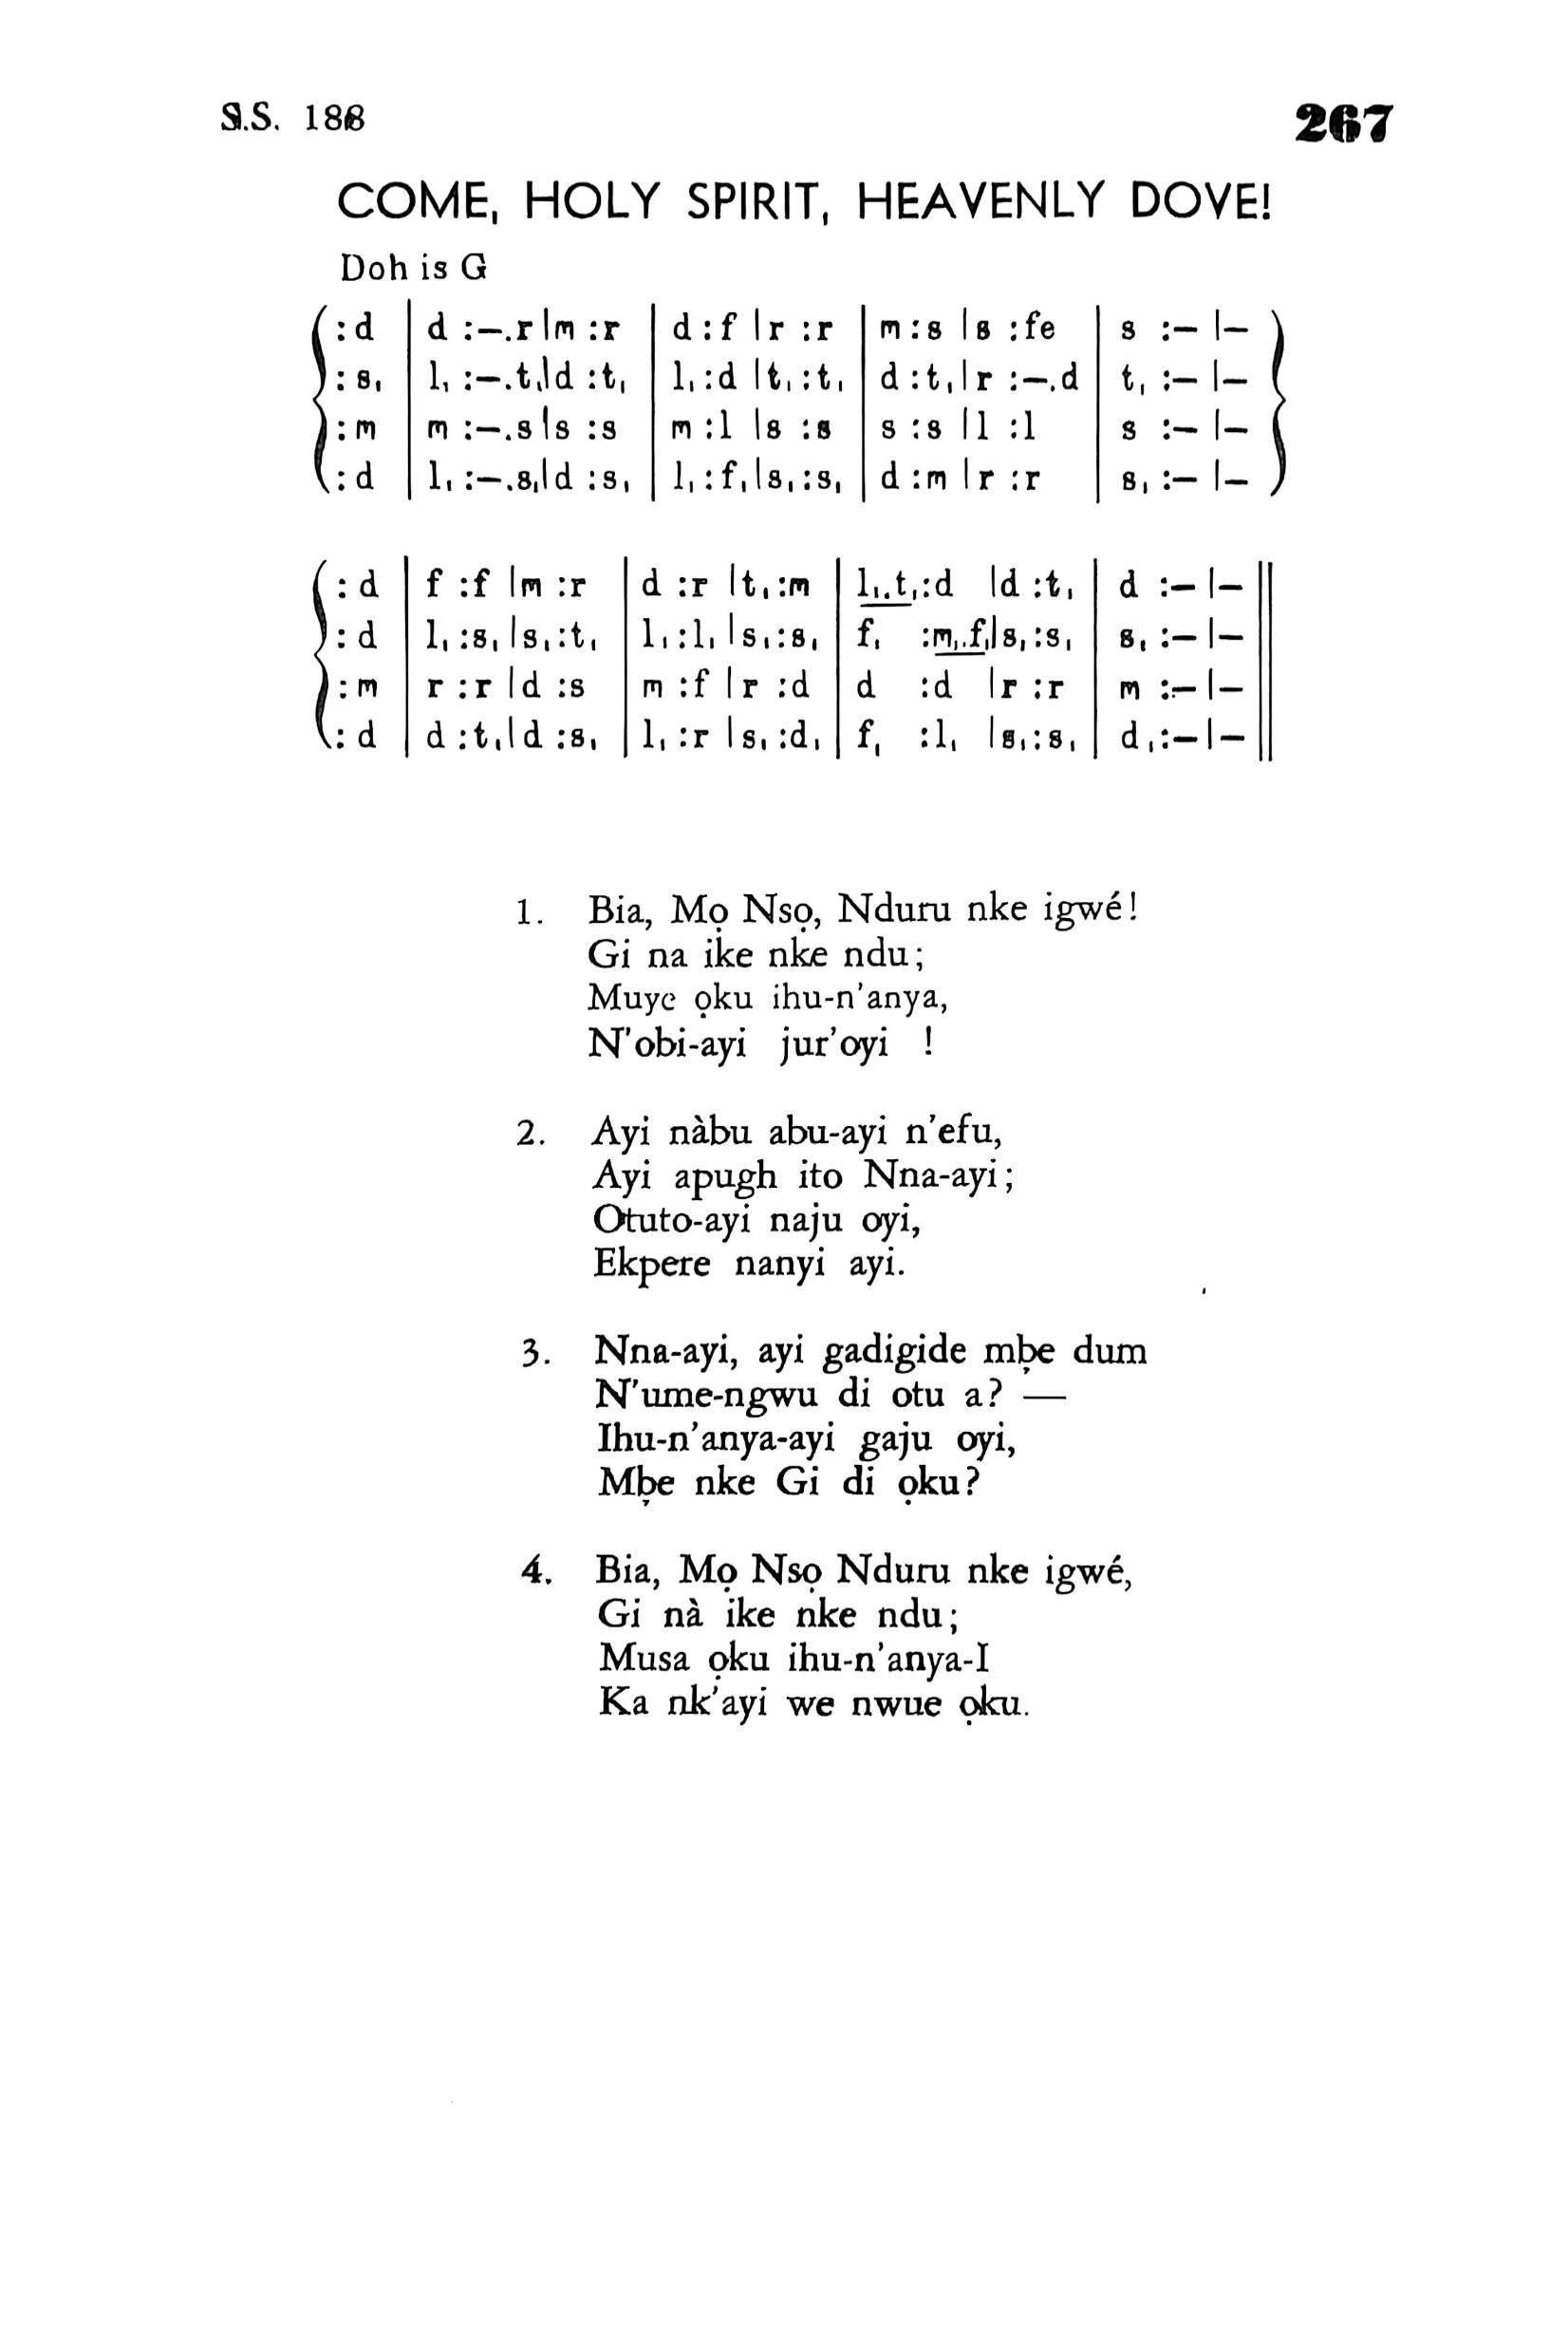 S.S. 188 267
COME, HOLY SPIRIT, HEAVENLY DOVE!
Doh is G
:d | d :–.r|m :r | d :f |r :r | m :s |s :fe | s :– |–
:s, | l, :–.t,|d :t, | l, :d |t, :t, | d :t,|r :–.d | t, :– |–
:m | m :–.s|s :s | m :l |s :s | s :s |l :l | s :– |–
:d | l, :–.s,|d :s, | l, :f,|s, :s, | d :m |r :r | s, :– |–
:d | f :f |m :r | d :r |t, :m | l,.t,:d |d :t, | d :– |–
:d | l, :s, |s, :t, | l, :l, |s, :s, | f, :m,.f,|s, :s, | s, :– |–
:m | r :r |d :s | m :f |r :d | d :d |r :r | m :– |–
:d | d :t,|d :s, | l, :r |s, :d, | f, :l, |s, :s, | d, :– |–
1. Bia, Mọ Nsọ, Nduru nke igwé!
Gi na ike nke ndu;
Muye ọku ihu-n'anya,
N'obi-ayi jur'oyi !
2. Ayi nàbu abu-ayi n'efu,
Ayi apugh ito Nna-ayi;
Otuto-ayi naju oyi,
Ekpere nanyi ayi.
3. Nna-ayi, ayi gadigide mḅe dum
N'ume-ngwu di otu a? —
Ihu-n'anya-ayi gaju oyi,
Mḅe nke Gi di ọku?
4. Bia, Mọ Nsọ Nduru nke igwé,
Gi nà ike nke ndu;
Musa ọku ihu-n'anya-I
Ka nk'ayi we nwue ọku.